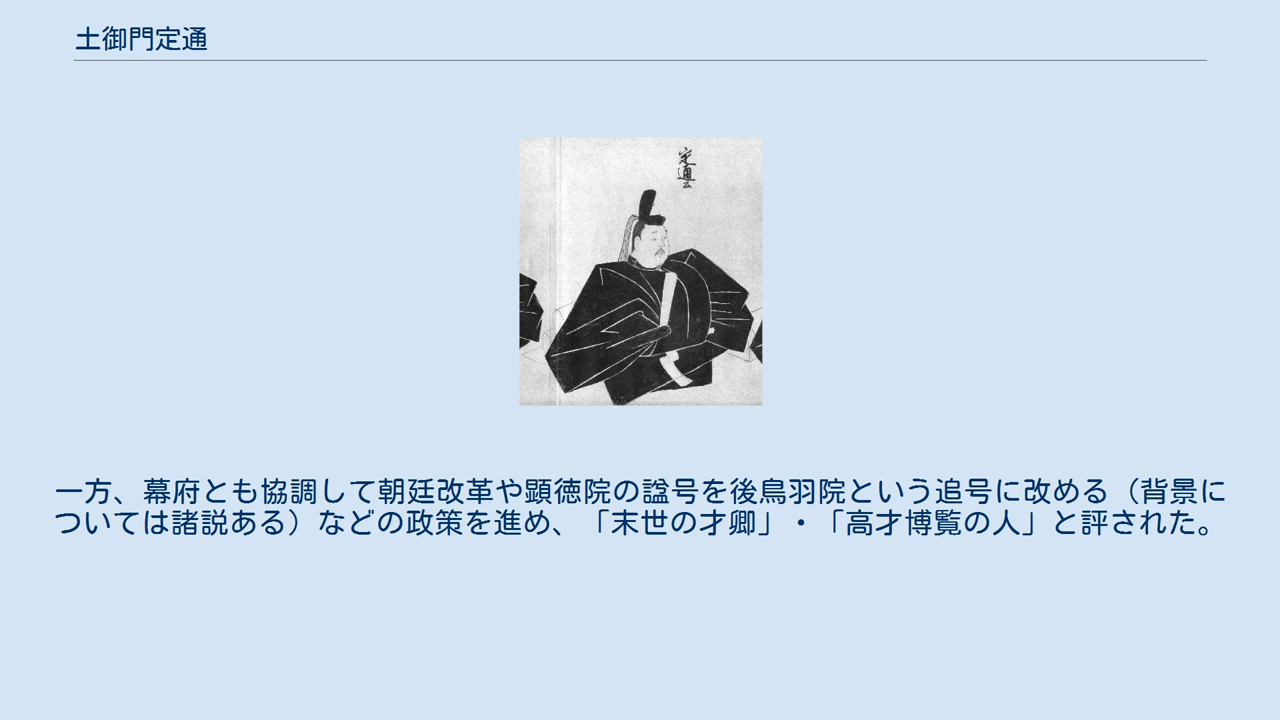 土御門定通
定通公
一方、幕府とも協調して朝廷改革や顕徳院の諡号を後鳥羽院という追号に改める（背景に
ついては諸説ある）などの政策を進め、「末世の才卿」・「高才博覧の人」と評された。